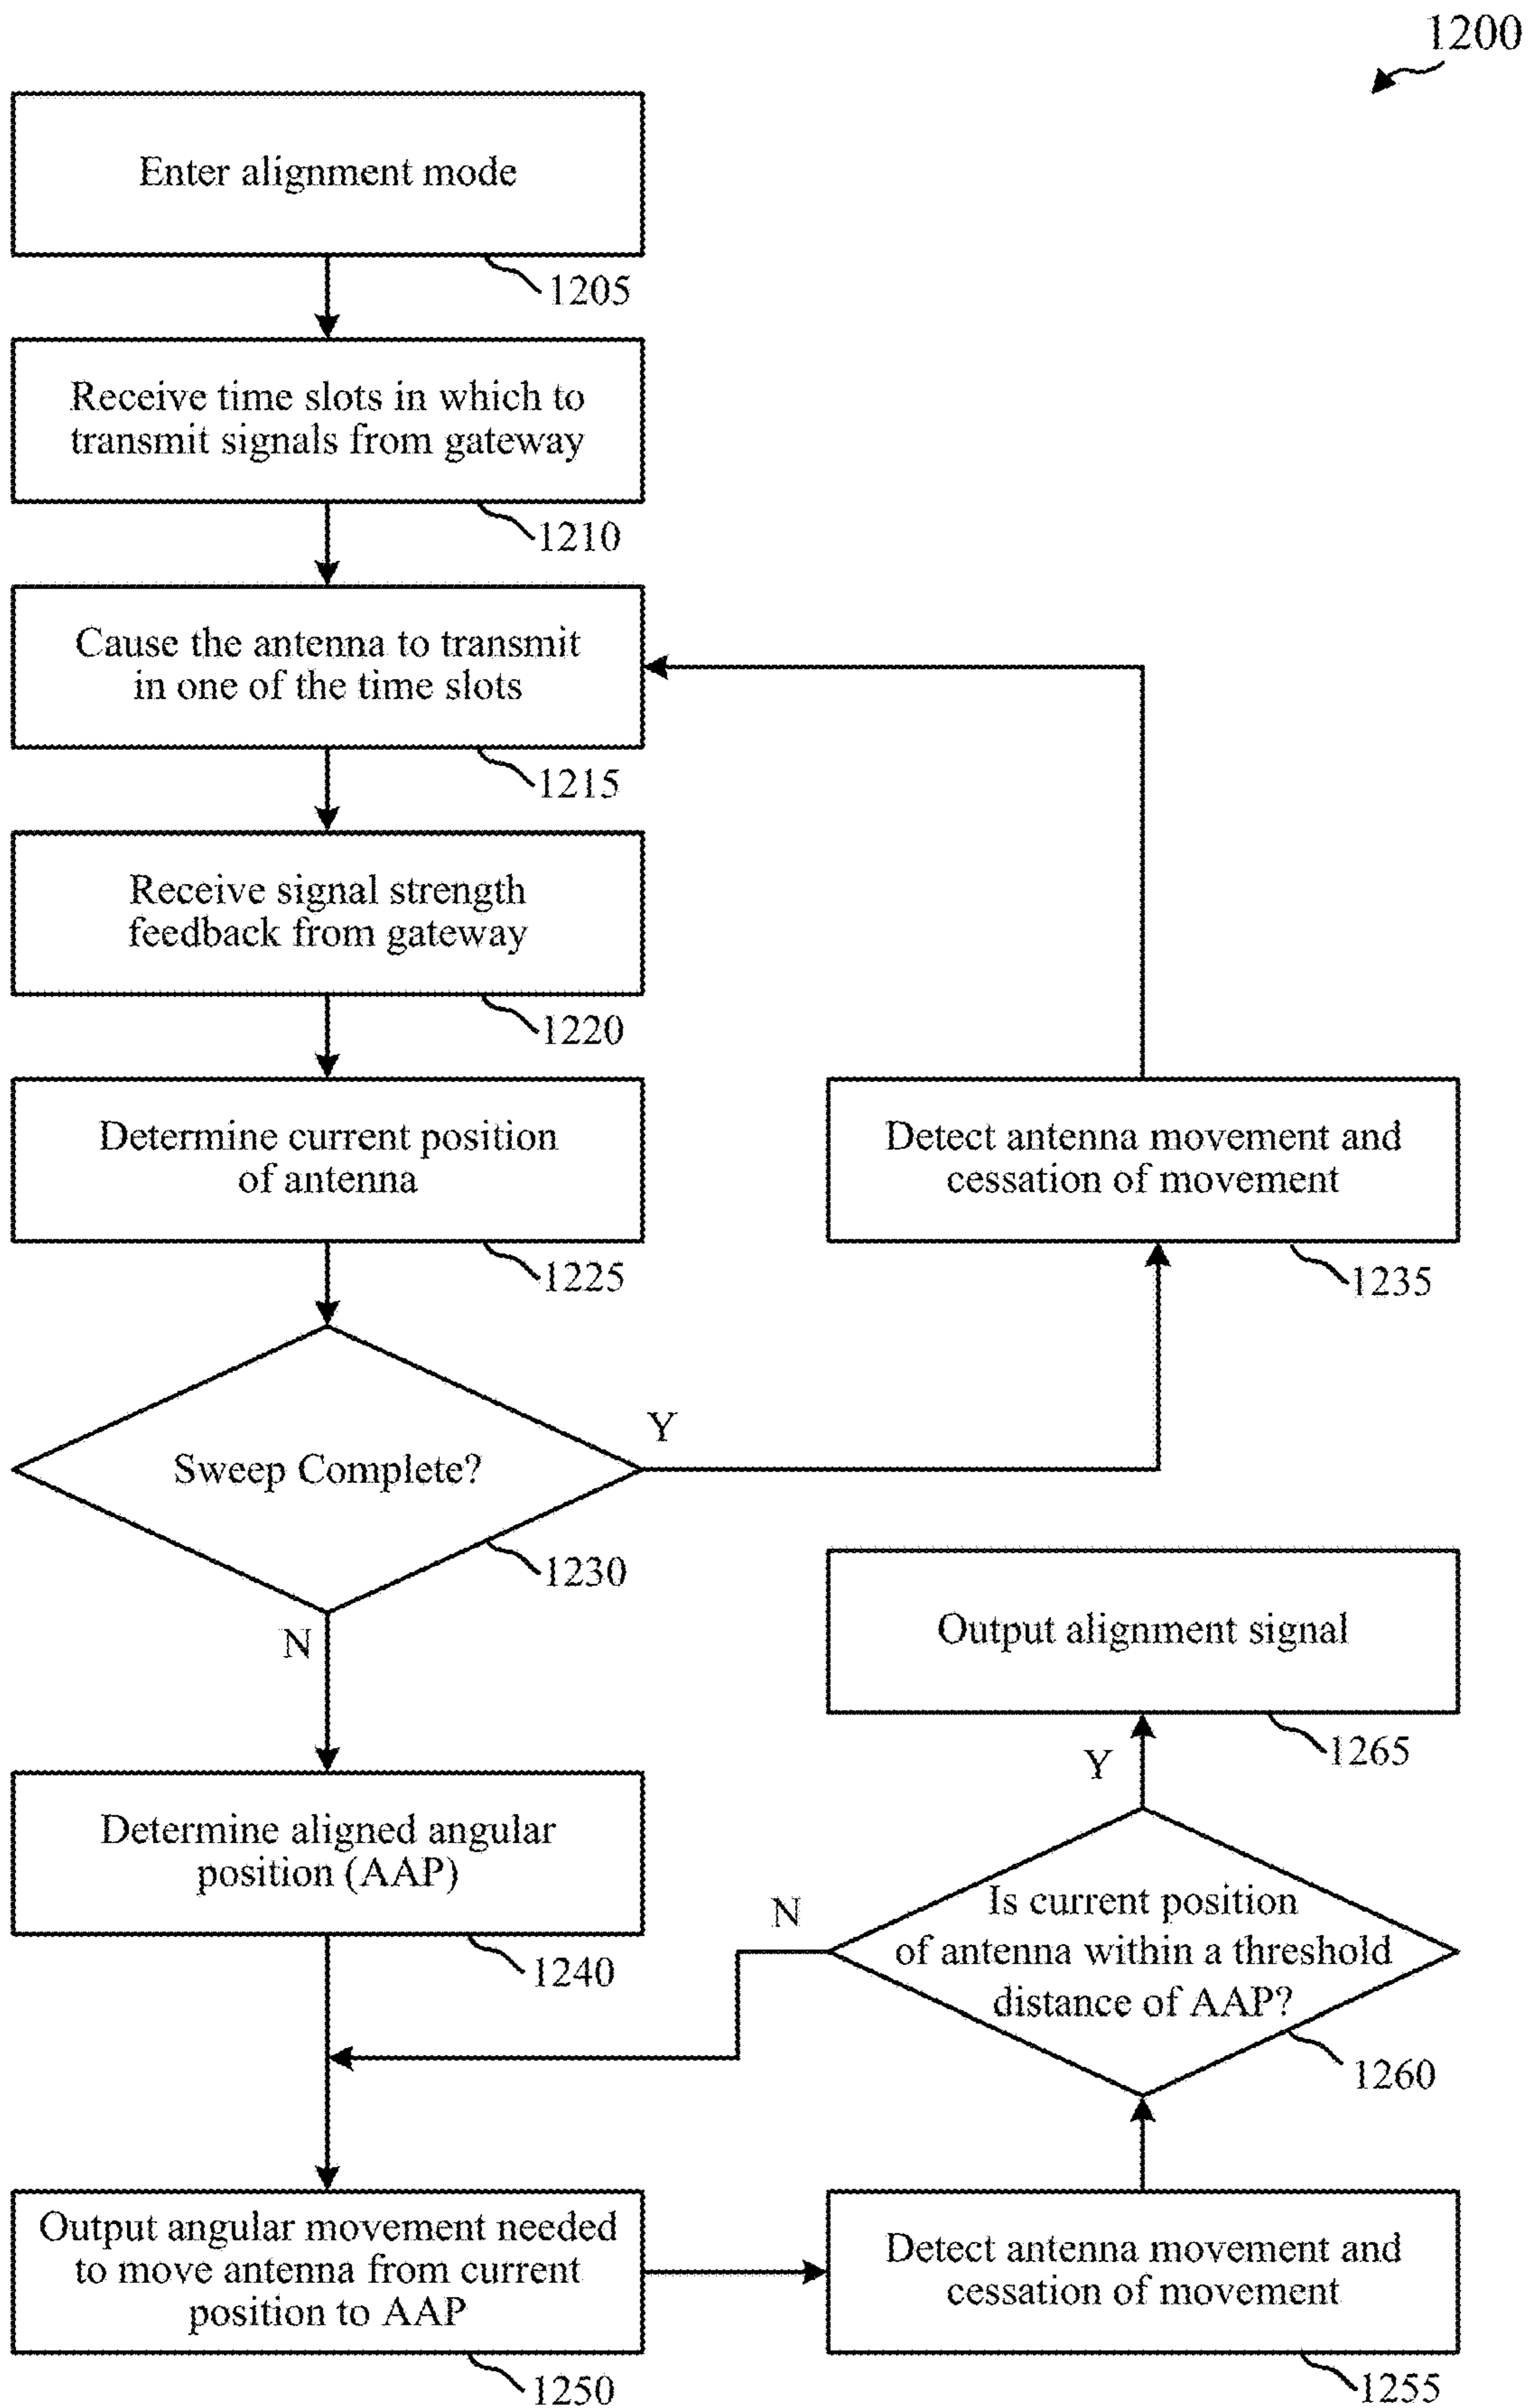 1200
Enter alignment mode
1205
Receive time slots in which to
transmit signals from gateway
1210
Cause the antenna to transmit
in one of the time slots
1215
Receive signal strength
feedback from gateway
1220
Determine current position
of antenna
1225
Detect antenna movement and
cessation of movement
1235
Sweep Complete?
Y
1230
N
Output alignment signal
1265
Y
Determine aligned angular
position (AAP)
1240
Is current position
of antenna within a threshold
distance of AAP?
N
1260
Output angular movement needed
to move antenna from current
position to AAP
1250
Detect antenna movement and
cessation of movement
1255